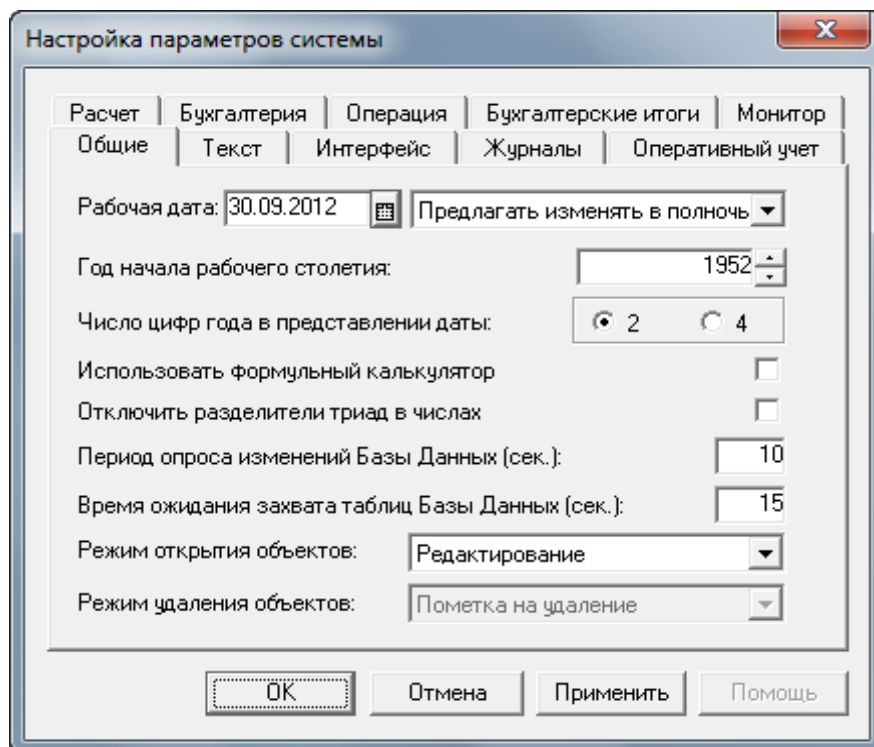 Настройка параметров системы
Расчет Бухгалтерия Операция Бухгалтерские итоги Монитор
Общие Текст Интерфейс Журналы Оперативный учет
Рабочая дата: 30.09.2012 Предлагать изменять в полночь
Год начала рабочего столетия: 1952
Число цифр года в представлении даты: 2 4
Использовать формульный калькулятор
Отключить разделители триад в числах
Период опроса изменений Базы Данных (сек.): 10
Время ожидания захвата таблиц Базы Данных (сек.): 15
Режим открытия объектов: Редактирование
Режим удаления объектов: Пометка на удаление
OK Отмена Применить Помощь